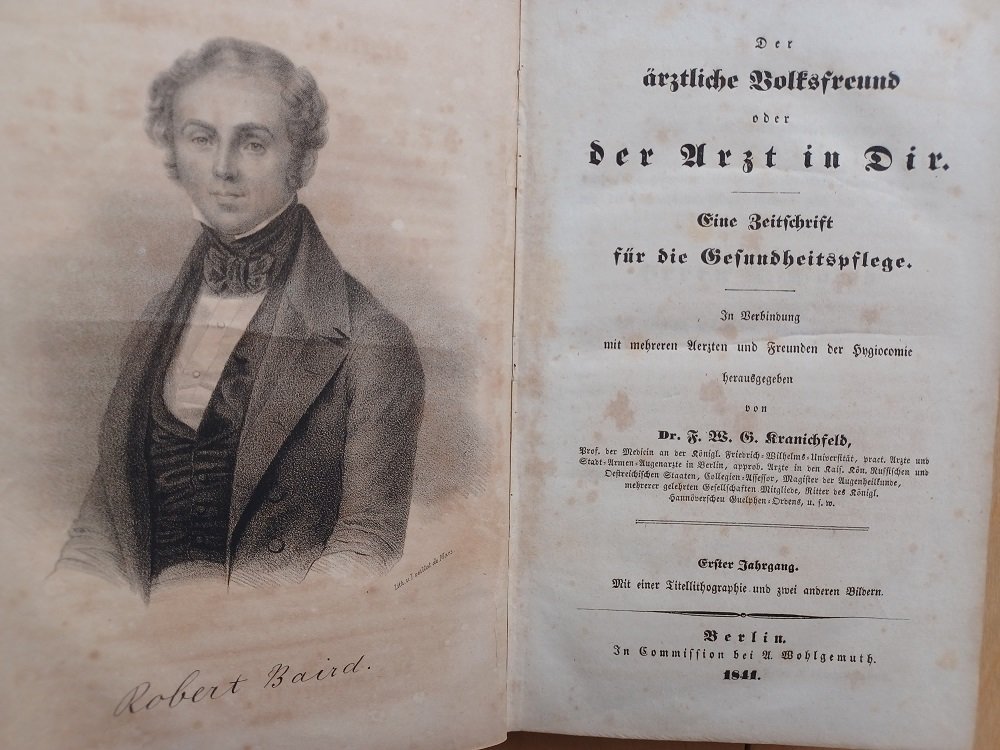 Robert Baird.
Der
ärztliche Volksfreund
oder
der Arzt in Dir.
Eine Zeitschrift
für die Gesundheitspflege.
In Verbindung
mit mehreren Aerzten und Freunden der Hygiocomie
herausgegeben
von
Dr. F. W. G. Kranichfeld,
Prof. der Medicin an der Königl. Friedrich-Wilhelms-Universität, pract. Arzte und
Stadt-Armen-Augenarzte in Berlin, approb. Arzte in den Kais. Kön. Russischen und
Oestreichischen Staaten, Collegien-Assessor, Magister der Augenheilkunde,
mehrerer gelehrten Gesellschaften Mitgliede, Ritter des Königl.
Hannöverschen Guelphen-Ordens, u. s. w.
Erster Jahrgang.
Mit einer Titellithographie und zwei anderen Bildern.
Berlin.
In Commission bei A. Wohlgemuth.
1841.